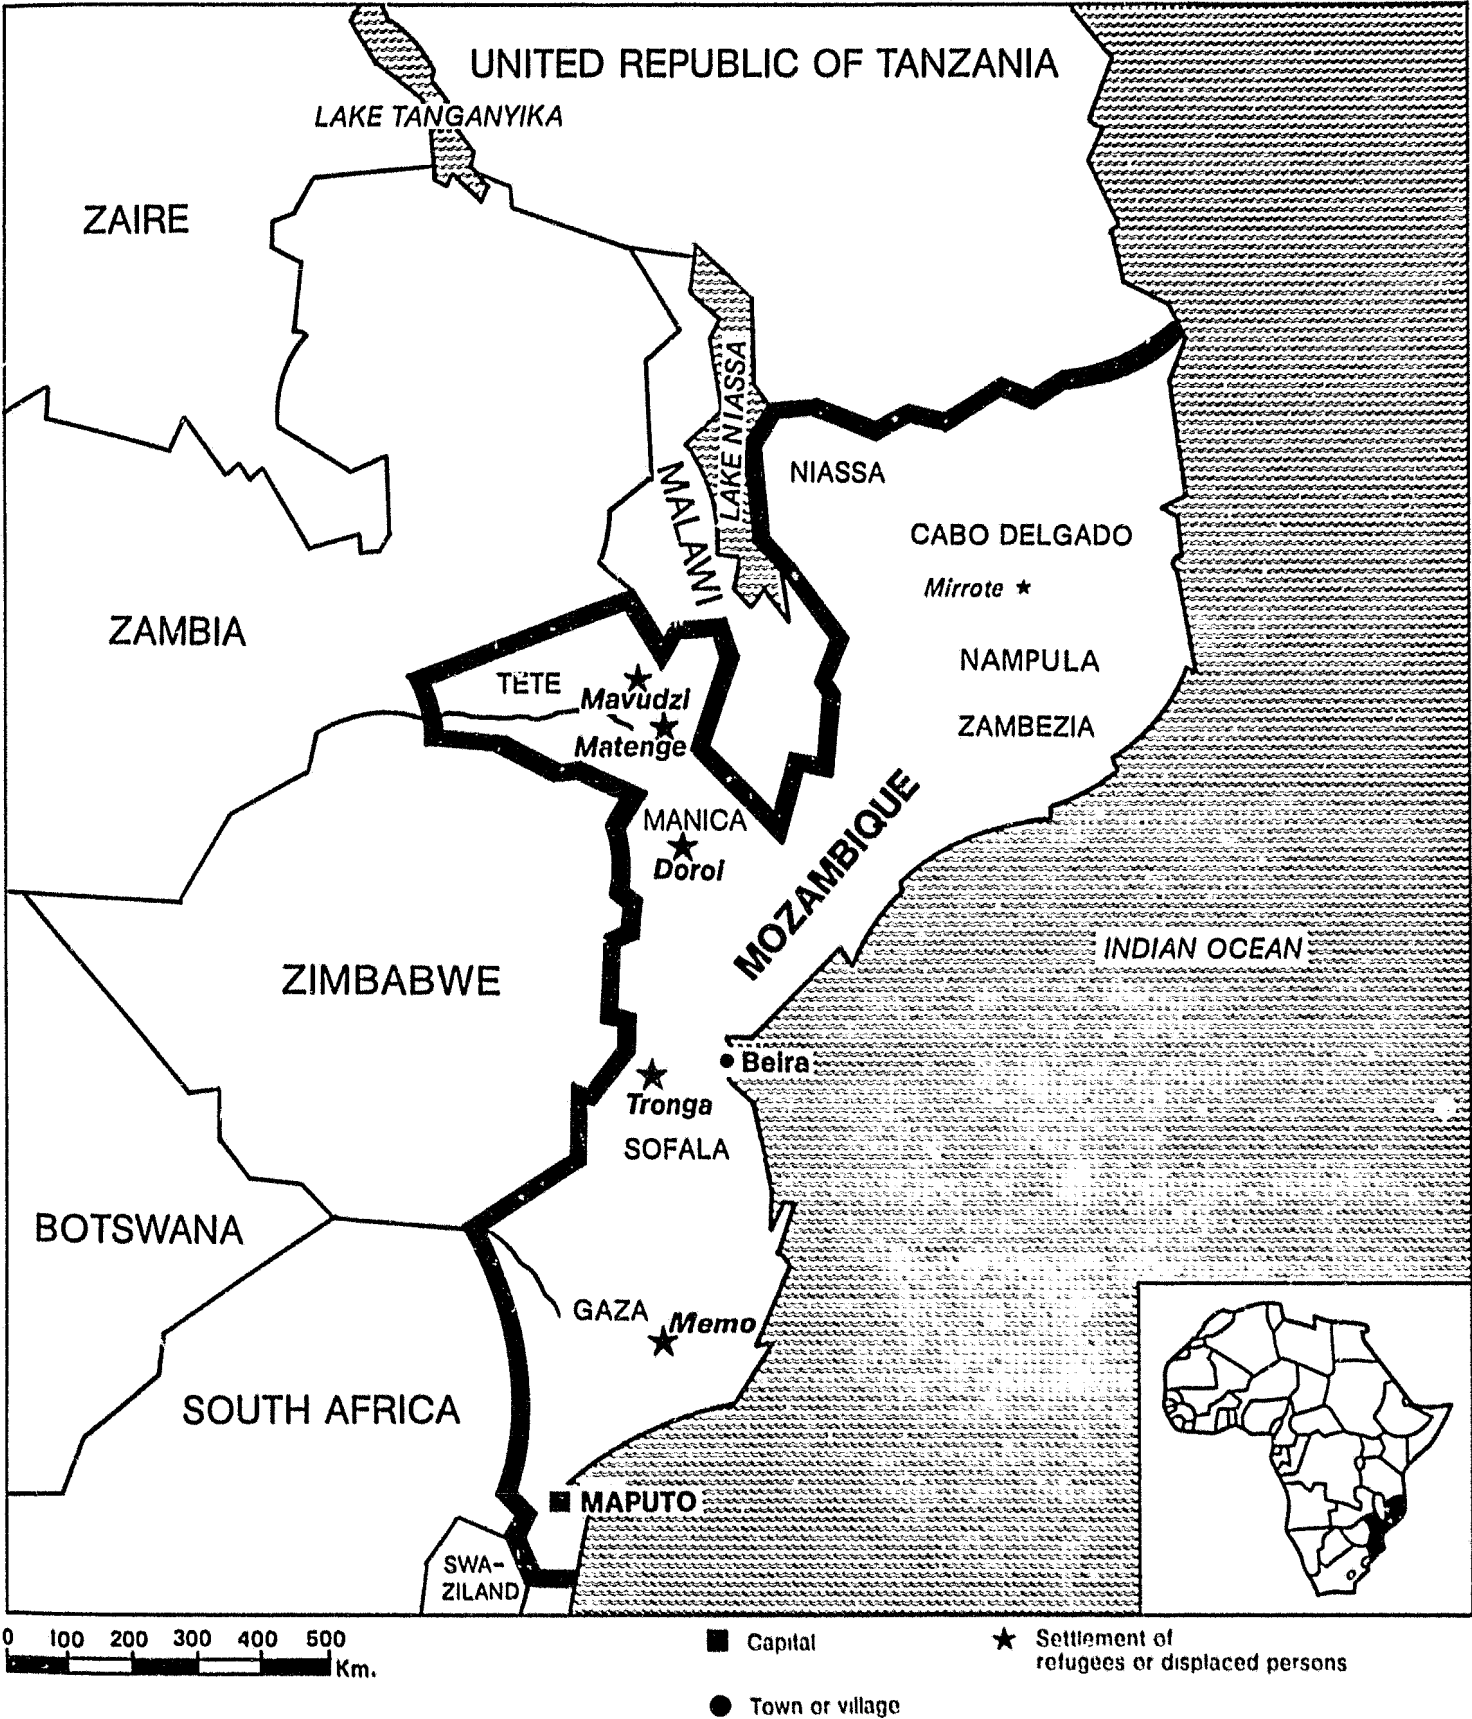 UNITED REPUBLIC OF TANZANIA
LAKE TANGANYIKA
ZAIRE
LAKE NIASSA
NIASSA
MALAWI
CABO DELGADO
Mirrote
ZAMBIA
NAMPULA
TETE
Mavudzi
ZAMBEZIA
Matenge
MANICA
Doroi
MOZAMBIQUE
INDIAN OCEAN
ZIMBABWE
Beira
Tronga
SOFALA
BOTSWANA
GAZA
Memo
SOUTH AFRICA
MAPUTO
SWA-
ZILAND
0 100 200 300 400 500
Km.
Capital
Settlement of
refugees or displaced persons
Town or village